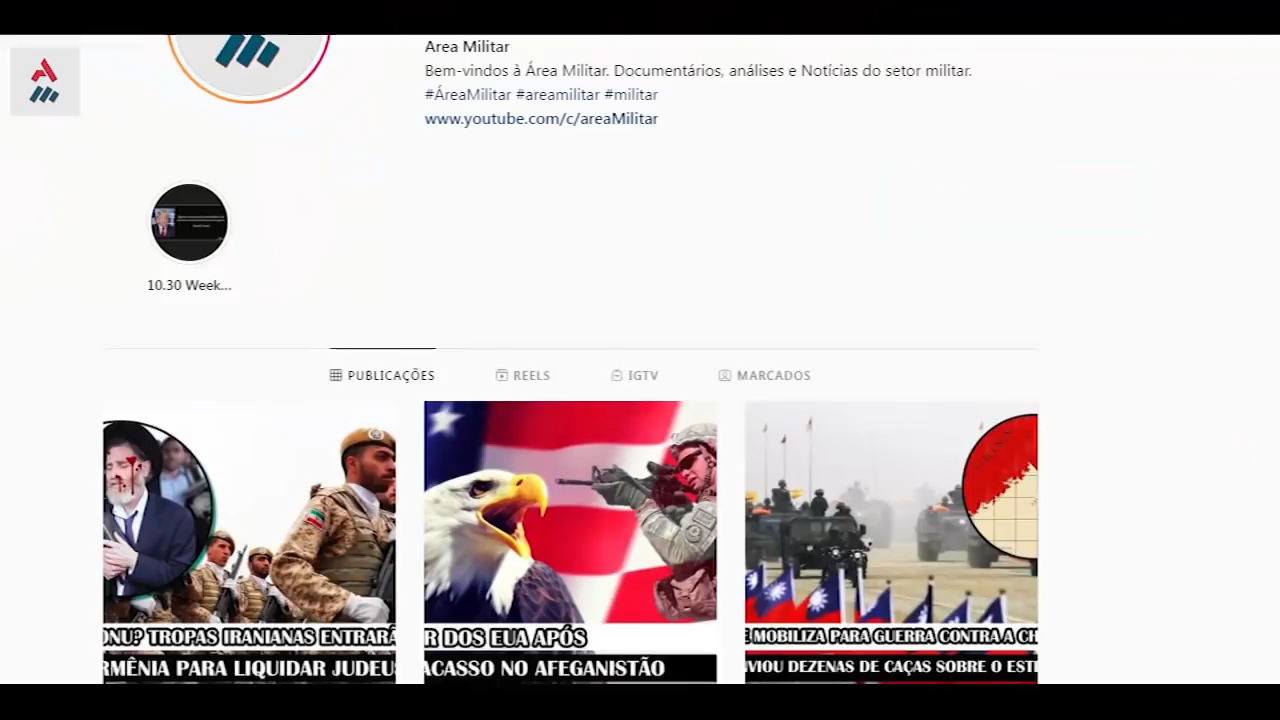 Area Militar
Bem-vindos à Área Militar. Documentários, análises e Notícias do setor militar.
#ÁreaMilitar #areamilitar #militar
www.youtube.com/c/areaMilitar
10.30 Week...
PUBLICAÇÕES REELS IGTV MARCADOS
ONU? TROPAS IRANIANAS ENTRARÃ
RMÊNIA PARA LIQUIDAR JUDEUS
R DOS EUA APÓS
ACASSO NO AFEGANISTÃO
E MOBILIZA PARA GUERRA CONTRA A CH
NVIOU DEZENAS DE CAÇAS SOBRE O ESTR